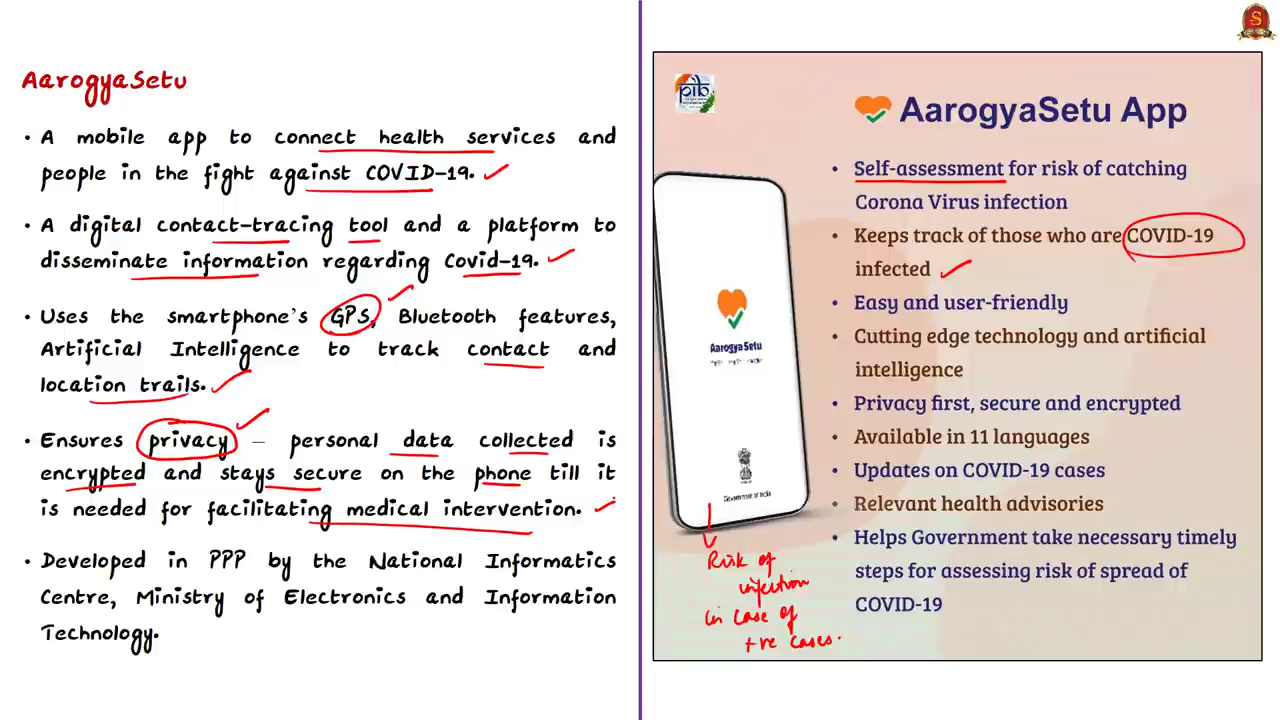 AarogyaSetu
• A mobile app to connect health services and
people in the fight against COVID-19.
• A digital contact-tracing tool and a platform to
disseminate information regarding Covid-19.
• Uses the smartphone's GPS, Bluetooth features,
Artificial Intelligence to track contact and
location trails.
• Ensures privacy – personal data collected is
encrypted and stays secure on the phone till it
is needed for facilitating medical intervention.
• Developed in PPP by the National Informatics
Centre, Ministry of Electronics and Information
Technology.
S
pib
AarogyaSetu App
• Self-assessment for risk of catching
Corona Virus infection
• Keeps track of those who are COVID-19
infected
• Easy and user-friendly
• Cutting edge technology and artificial
intelligence
• Privacy first, secure and encrypted
• Available in 11 languages
• Updates on COVID-19 cases
• Relevant health advisories
• Helps Government take necessary timely
steps for assessing risk of spread of
COVID-19
Aarogya Setu
Government of India
Risk of
infection
in case of
+ve cases.